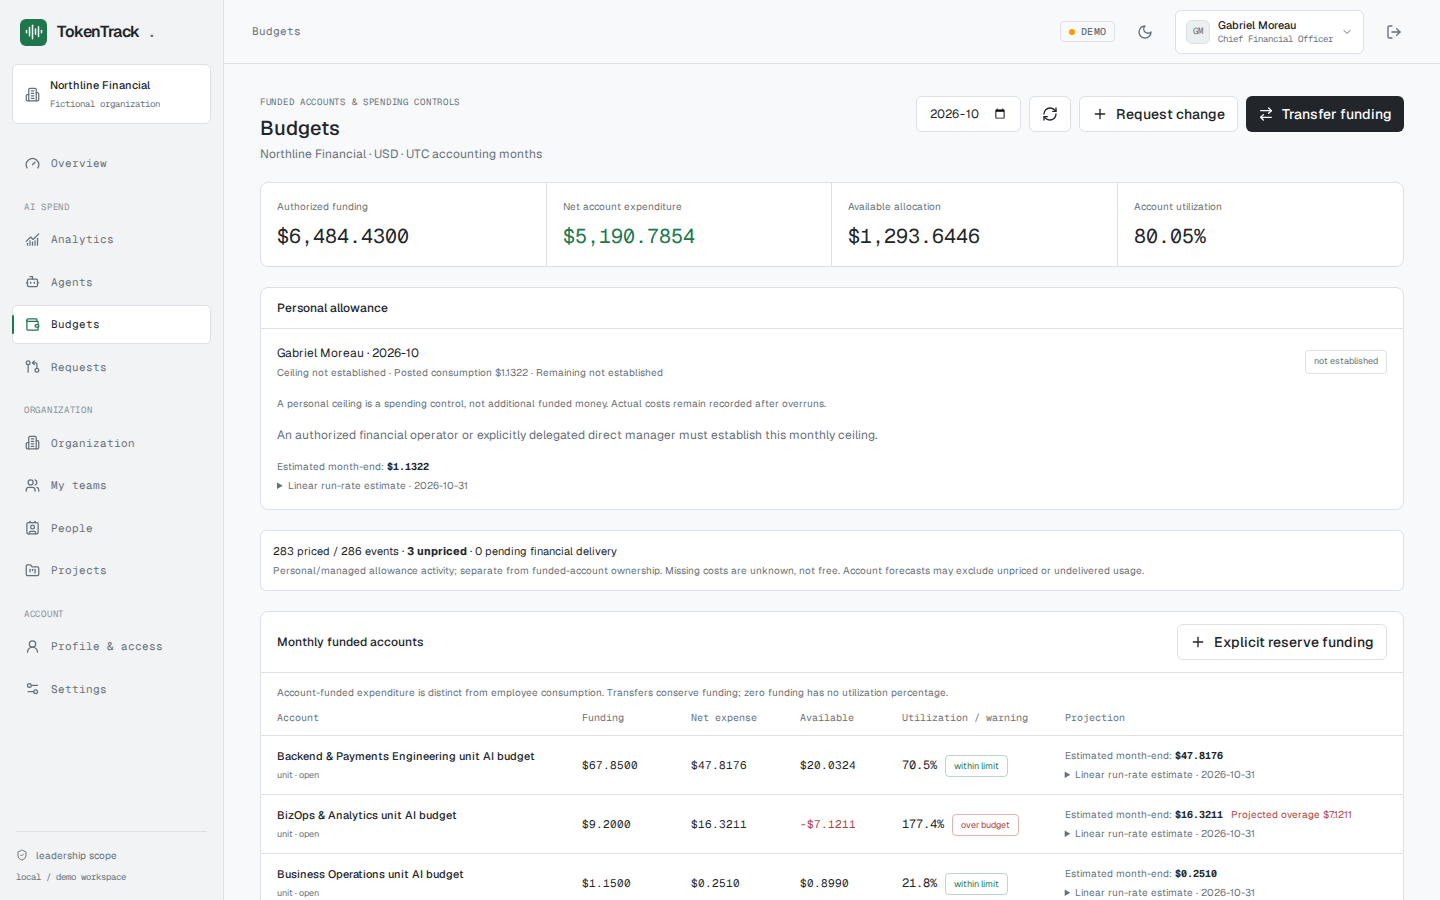 TokenTrack .
Northline Financial
Fictional organization
Overview
AI SPEND
Analytics
Agents
Budgets
Requests
ORGANIZATION
Organization
My teams
People
Projects
ACCOUNT
Profile & access
Settings
leadership scope
local / demo workspace
Budgets
DEMO
GM
Gabriel Moreau
Chief Financial Officer
FUNDED ACCOUNTS & SPENDING CONTROLS
Budgets
Northline Financial · USD · UTC accounting months
2026-10
Request change
Transfer funding
Authorized funding
$6,484.4300
Net account expenditure
$5,190.7854
Available allocation
$1,293.6446
Account utilization
80.05%
Personal allowance
Gabriel Moreau · 2026-10
Ceiling not established · Posted consumption $1.1322 · Remaining not established
not established
A personal ceiling is a spending control, not additional funded money. Actual costs remain recorded after overruns.
An authorized financial operator or explicitly delegated direct manager must establish this monthly ceiling.
Estimated month-end: $1.1322
Linear run-rate estimate · 2026-10-31
283 priced / 286 events · 3 unpriced · 0 pending financial delivery
Personal/managed allowance activity; separate from funded-account ownership. Missing costs are unknown, not free. Account forecasts may exclude unpriced or undelivered usage.
Monthly funded accounts
Explicit reserve funding
Account-funded expenditure is distinct from employee consumption. Transfers conserve funding; zero funding has no utilization percentage.
Account Funding Net expense Available Utilization / warning Projection
Backend & Payments Engineering unit AI budget
unit · open
$67.8500 $47.8176 $20.0324 70.5% within limit
Estimated month-end: $47.8176
Linear run-rate estimate · 2026-10-31
BizOps & Analytics unit AI budget
unit · open
$9.2000 $16.3211 -$7.1211 177.4% over budget
Estimated month-end: $16.3211 Projected overage $7.1211
Linear run-rate estimate · 2026-10-31
Business Operations unit AI budget
unit · open
$1.1500 $0.2510 $0.8990 21.8% within limit
Estimated month-end: $0.2510
Linear run-rate estimate · 2026-10-31